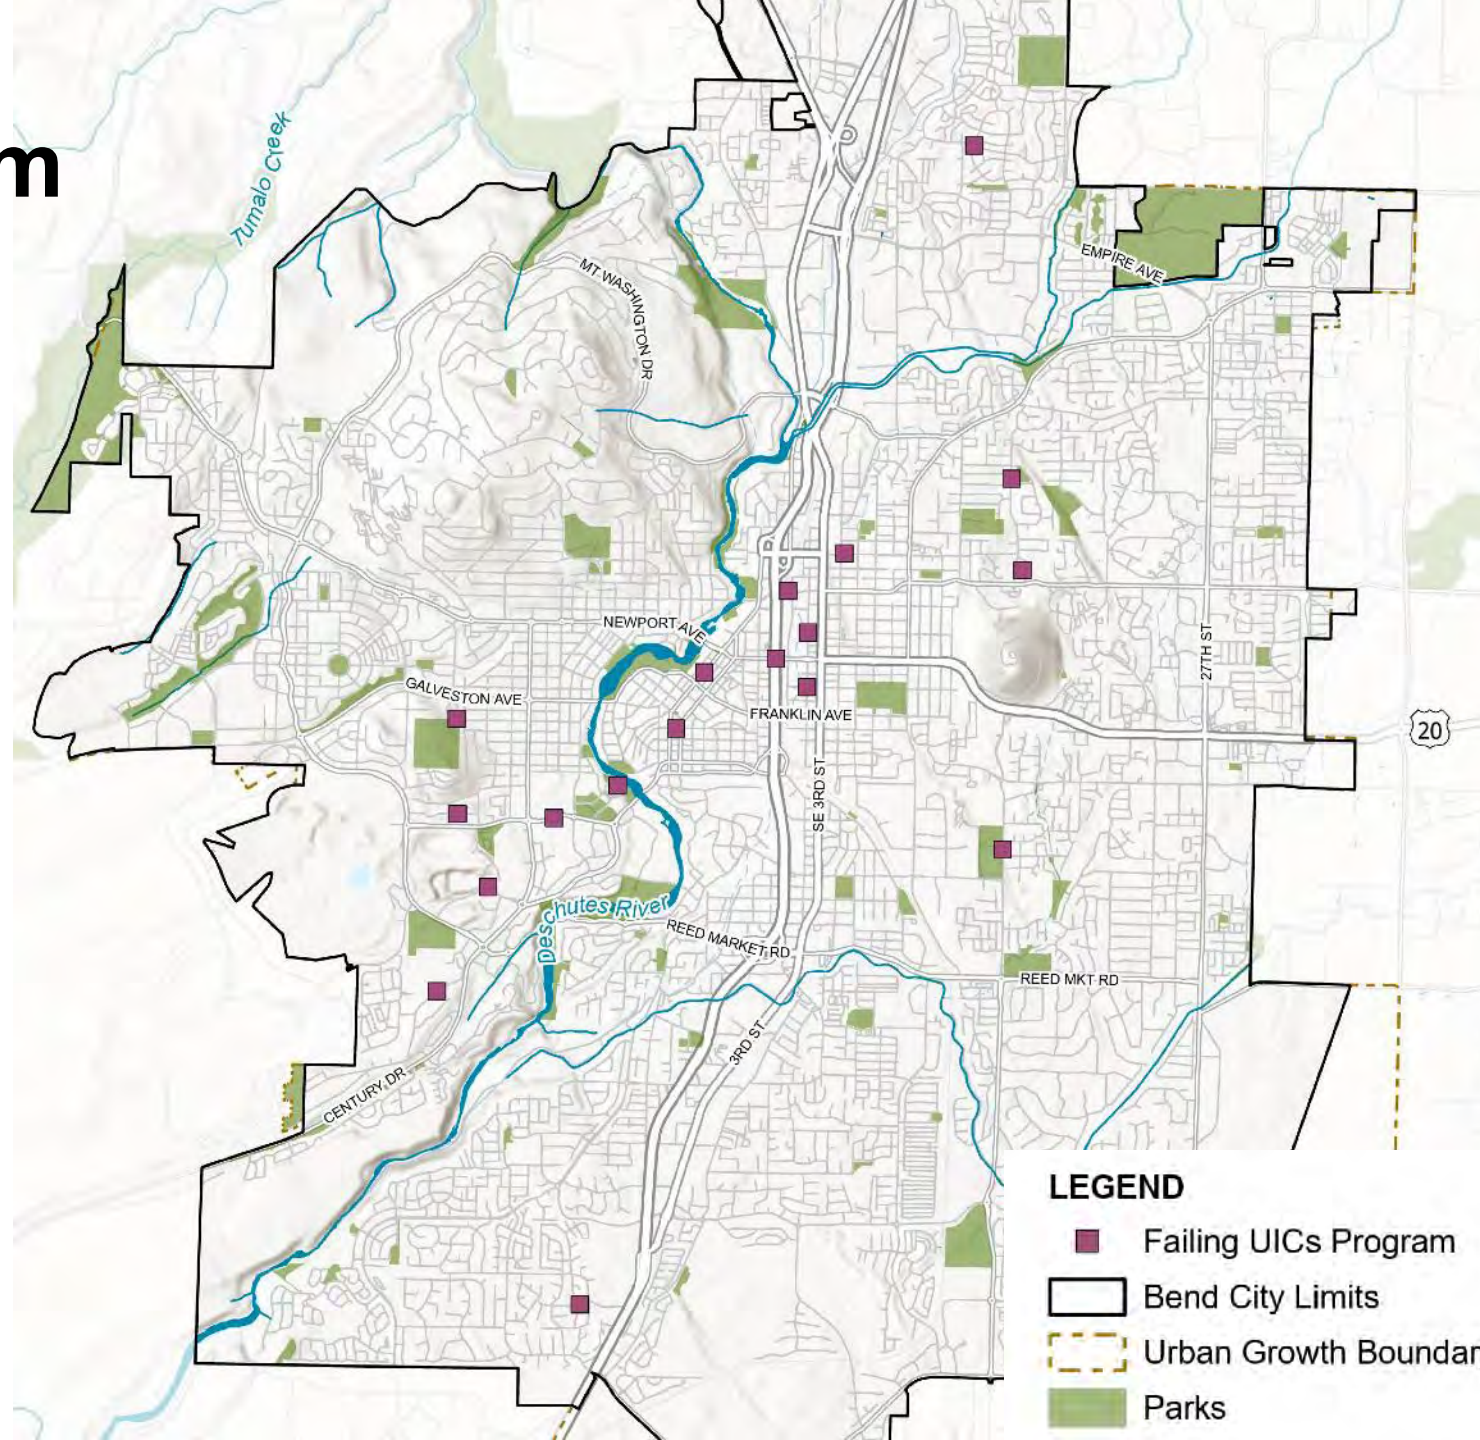 m
Tumalo Creek
MT WASHINGTON DR
EMPIRE AVE
NEWPORT AVE
27TH ST
GALVESTON AVE
FRANKLIN AVE
20
SE 3RD ST
Deschutes River
REED MARKET RD
REED MKT RD
3RD ST
CENTURY DR
LEGEND
Failing UICs Program
Bend City Limits
Urban Growth Boundar
Parks